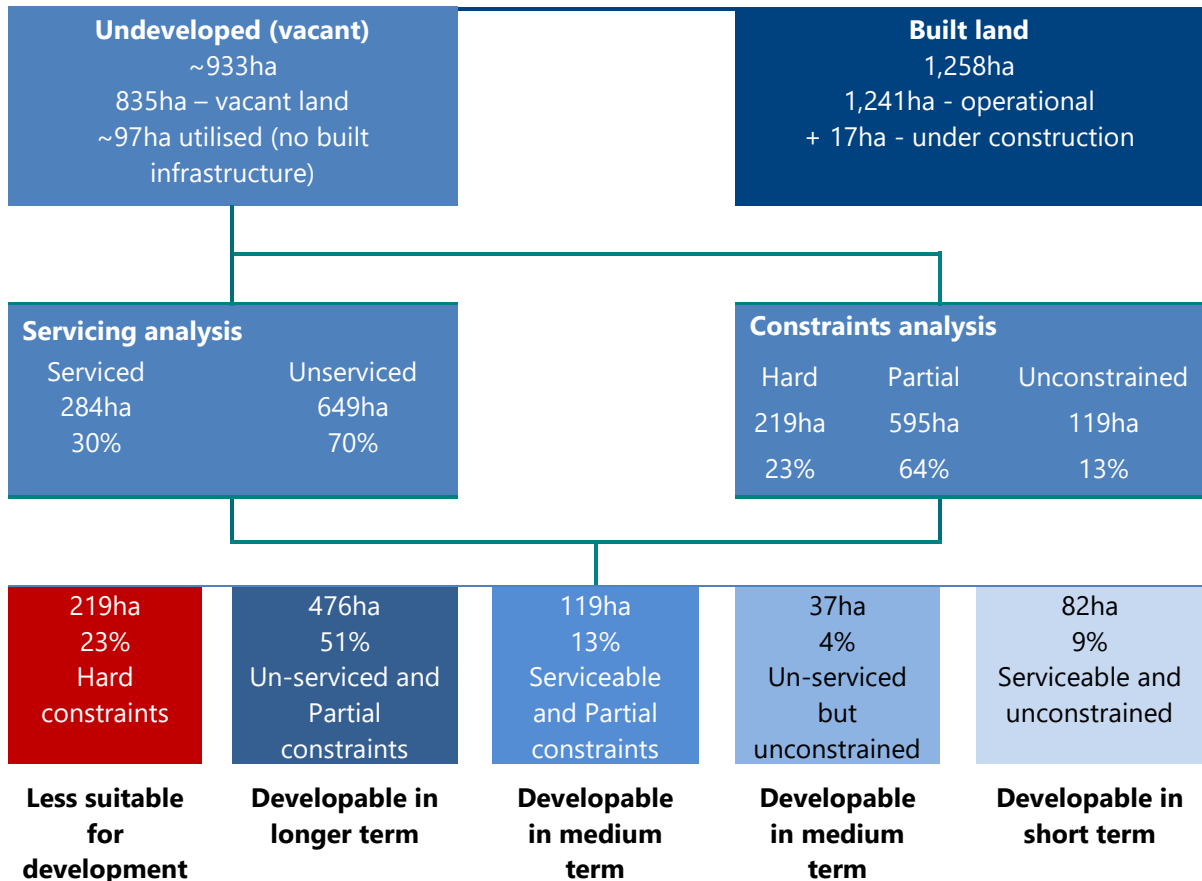 Undeveloped (vacant)
~933ha
835ha – vacant land
~97ha utilised (no built
infrastructure)
Built land
1,258ha
1,241ha - operational
+ 17ha - under construction
Servicing analysis
Serviced Unserviced
284ha 649ha
30% 70%
Constraints analysis
Hard Partial Unconstrained
219ha 595ha 119ha
23% 64% 13%
219ha
23%
Hard
constraints
476ha
51%
Un-serviced and
Partial
constraints
119ha
13%
Serviceable
and Partial
constraints
37ha
4%
Un-serviced
but
unconstrained
82ha
9%
Serviceable and
unconstrained
Less suitable
for
development
Developable in
longer term
Developable
in medium
term
Developable
in medium
term
Developable in
short term